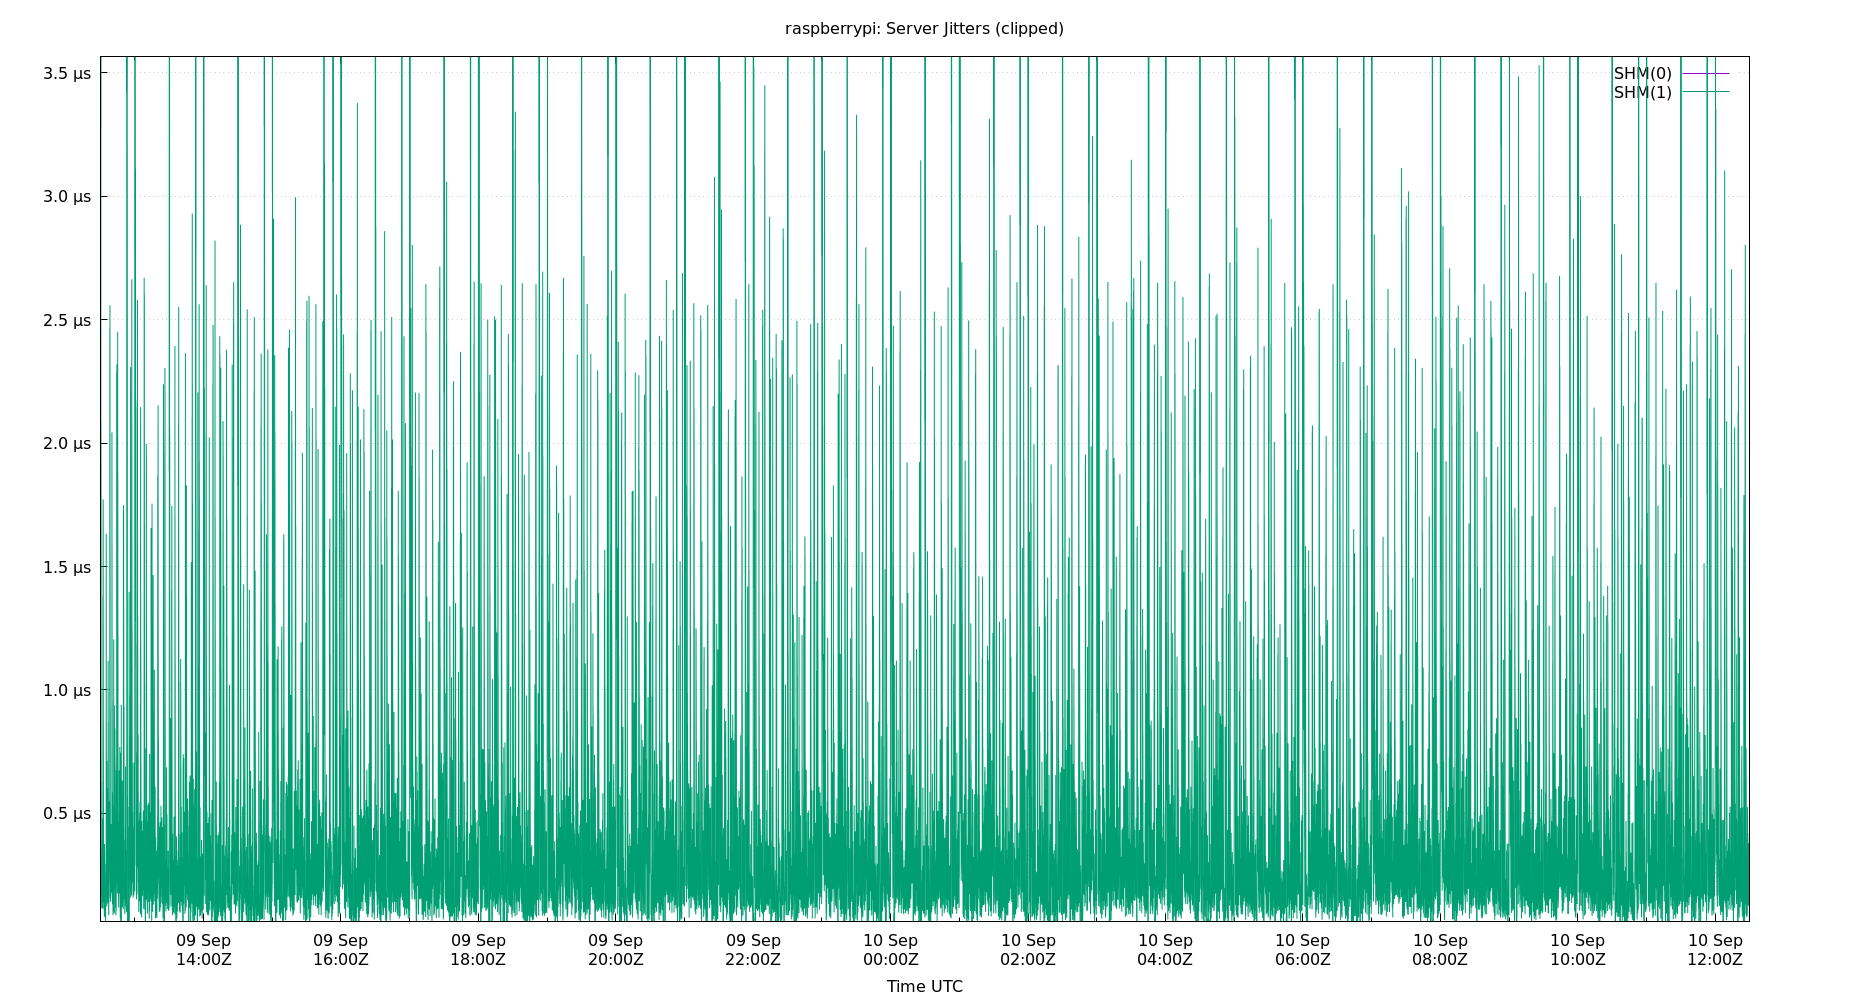 raspberrypi: Server Jitters (clipped)
3.5 µs
3.0 µs
2.5 µs
2.0 µs
1.5 µs
1.0 µs
0.5 µs
SHM(0)
SHM(1)
09 Sep
14:00Z
09 Sep
16:00Z
09 Sep
18:00Z
09 Sep
20:00Z
09 Sep
22:00Z
10 Sep
00:00Z
10 Sep
02:00Z
10 Sep
04:00Z
10 Sep
06:00Z
10 Sep
08:00Z
10 Sep
10:00Z
10 Sep
12:00Z
Time UTC